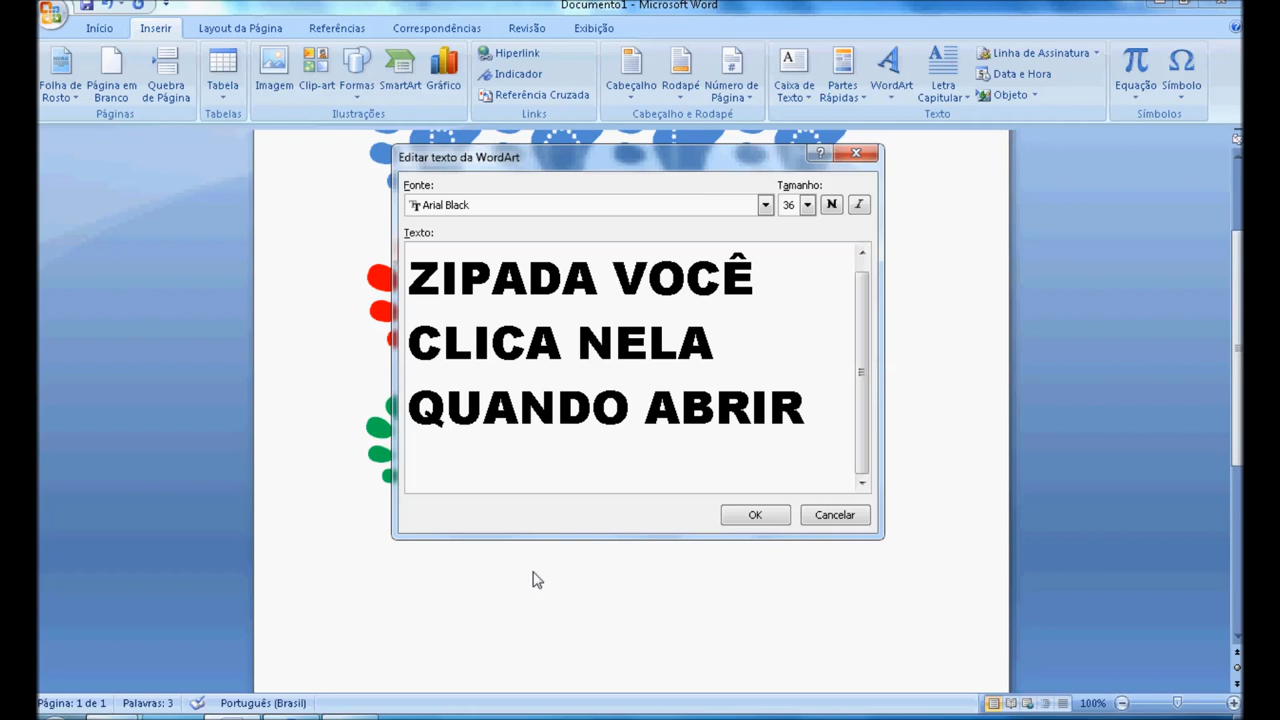 Documento1 - Microsoft Word
Início Inserir Layout da Página Referências Correspondências Revisão Exibição
Folha de Rosto
Página em Branco
Quebra de Página
Tabela
Imagem
Clip-art
Formas
SmartArt
Gráfico
Hiperlink
Indicador
Referência Cruzada
Cabeçalho
Rodapé
Número de Página
Caixa de Texto
Partes Rápidas
WordArt
Letra Capitular
Linha de Assinatura
Data e Hora
Objeto
Equação
Símbolo
Páginas Tabelas Ilustrações Links Cabeçalho e Rodapé Texto Símbolos
Editar texto da WordArt
Fonte: Tamanho:
Arial Black 36 N I
Texto:
ZIPADA VOCÊ
CLICA NELA
QUANDO ABRIR
OK Cancelar
Página: 1 de 1 Palavras: 3 Português (Brasil) 100%